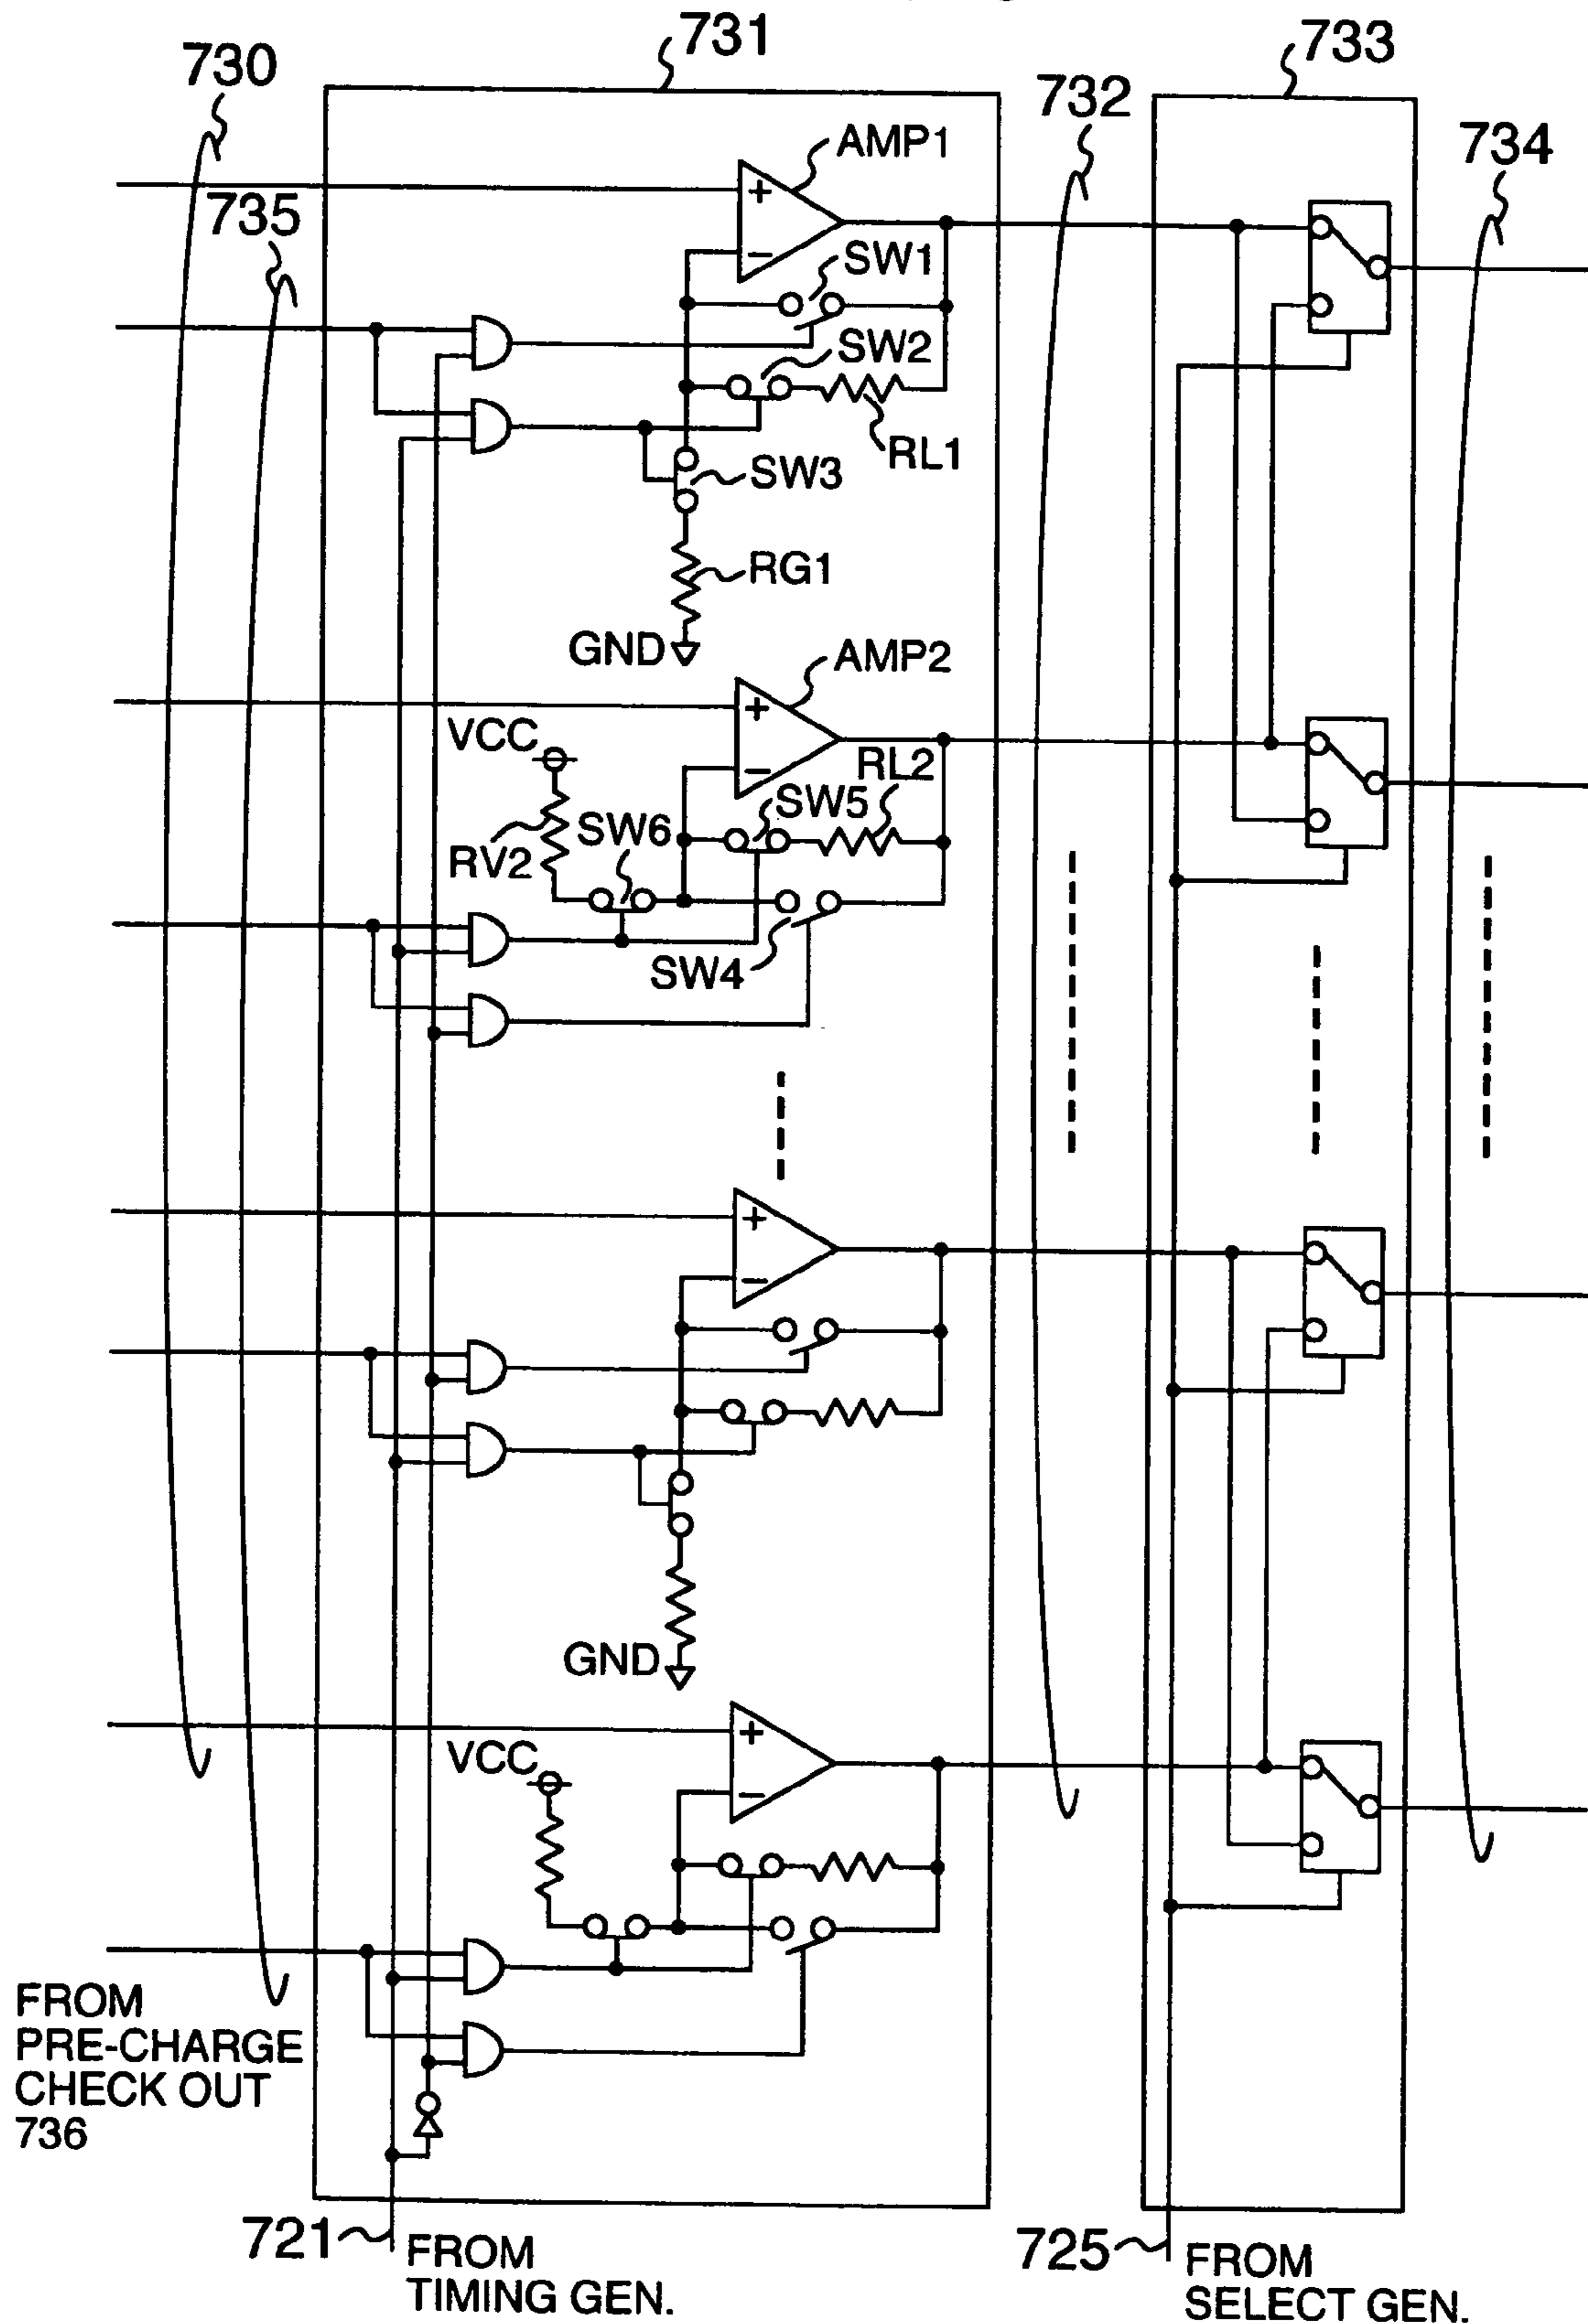 731
733
730
732
AMP1
734
735
SW1
SW2
RL1
SW3
RG1
GND
AMP2
VCC
RL2
SW5
SW6
RV2
SW4
GND
VCC
FROM
PRE-CHARGE
CHECK OUT
736
721
FROM
TIMING GEN.
725
FROM
SELECT GEN.